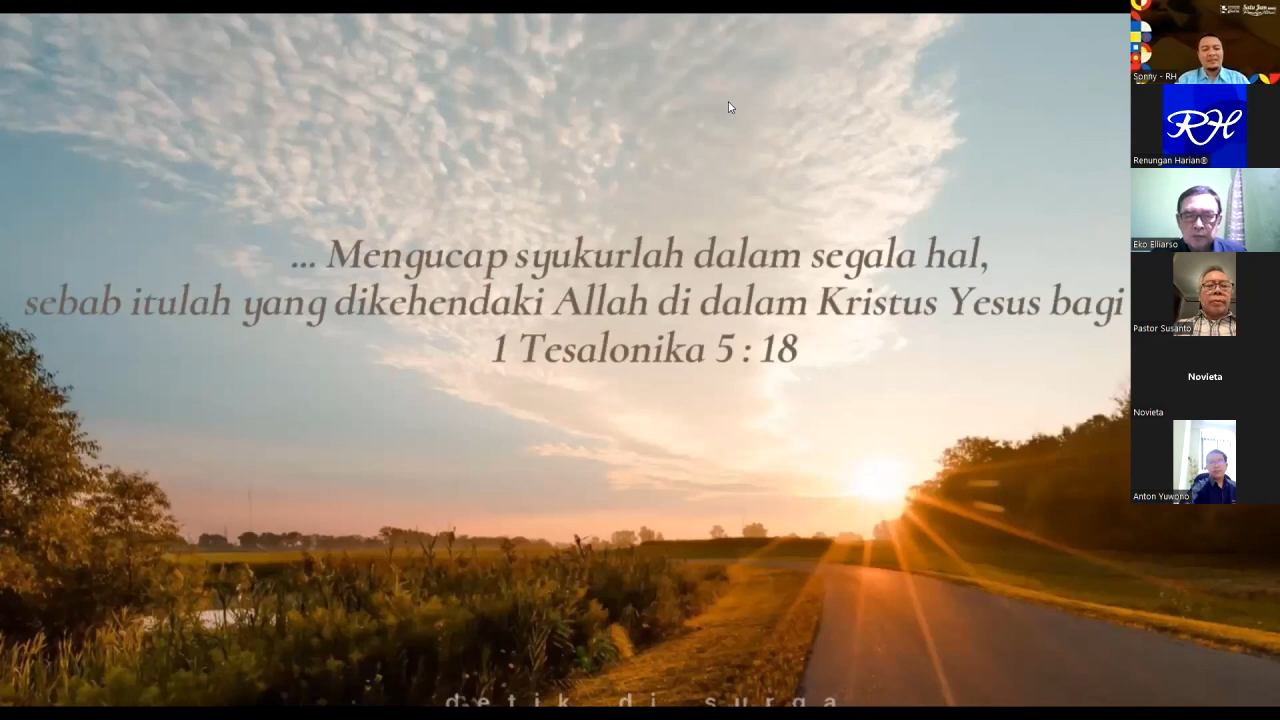 ... Mengucap syukurlah dalam segala hal,
sebab itulah yang dikehendaki Allah di dalam Kristus Yesus bagi
1 Tesalonika 5 : 18
detik di surga
Sonny - RH
RH
Renungan Harian®
Eko Elliarso
Pastor Susanto
Novieta
Novieta
Anton Yuwono